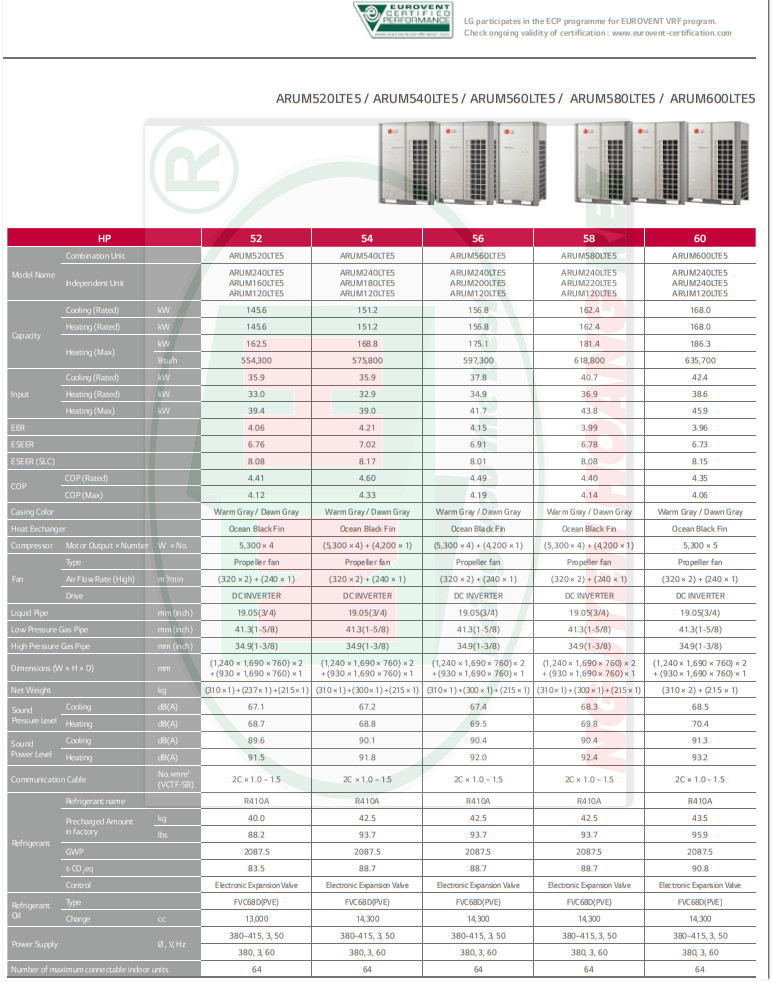 EUROVENT
CERTIFIED
PERFORMANCE
www.eurovent-certification.com
LG participates in the ECP programme for EUROVENT VRF program.
Check ongoing validity of certification : www.eurovent-certification.com
ARUM520LTE5 / ARUM540LTE5 / ARUM560LTE5 / ARUM580LTE5 / ARUM600LTE5
HP 52 54 56 58 60
Model Name Combination Unit ARUM520LTE5 ARUM540LTE5 ARUM560LTE5 ARUM580LTE5 ARUM600LTE5
Independent Unit ARUM240LTE5 ARUM240LTE5 ARUM240LTE5 ARUM240LTE5 ARUM240LTE5
ARUM160LTE5 ARUM180LTE5 ARUM200LTE5 ARUM220LTE5 ARUM240LTE5
ARUM120LTE5 ARUM120LTE5 ARUM120LTE5 ARUM120LTE5 ARUM120LTE5
Capacity Cooling (Rated) kW 145.6 151.2 156.8 162.4 168.0
Heating (Rated) kW 145.6 151.2 156.8 162.4 168.0
Heating (Max) kW 162.5 168.8 175.1 181.4 186.3
Btu/h 554,300 575,800 597,300 618,800 635,700
Input Cooling (Rated) kW 35.9 35.9 37.8 40.7 42.4
Heating (Rated) kW 33.0 32.9 34.9 36.9 38.6
Heating (Max) kW 39.4 39.0 41.7 43.8 45.9
EER 4.06 4.21 4.15 3.99 3.96
ESEER 6.76 7.02 6.91 6.78 6.73
ESEER (SLC) 8.08 8.17 8.01 8.08 8.15
COP COP (Rated) 4.41 4.60 4.49 4.40 4.35
COP (Max) 4.12 4.33 4.19 4.14 4.06
Casing Color Warm Gray / Dawn Gray Warm Gray / Dawn Gray Warm Gray / Dawn Gray Warm Gray / Dawn Gray Warm Gray / Dawn Gray
Heat Exchanger Ocean Black Fin Ocean Black Fin Ocean Black Fin Ocean Black Fin Ocean Black Fin
Compressor Motor Output × Number W × No. 5,300 × 4 (5,300 × 4) + (4,200 × 1) (5,300 × 4) + (4,200 × 1) (5,300 × 4) + (4,200 × 1) 5,300 × 5
Fan Type Propeller fan Propeller fan Propeller fan Propeller fan Propeller fan
Air Flow Rate (High) m³/min (320 × 2) + (240 × 1) (320 × 2) + (240 × 1) (320 × 2) + (240 × 1) (320 × 2) + (240 × 1) (320 × 2) + (240 × 1)
Drive DC INVERTER DC INVERTER DC INVERTER DC INVERTER DC INVERTER
Liquid Pipe mm (inch) 19.05(3/4) 19.05(3/4) 19.05(3/4) 19.05(3/4) 19.05(3/4)
Low Pressure Gas Pipe mm (inch) 41.3(1-5/8) 41.3(1-5/8) 41.3(1-5/8) 41.3(1-5/8) 41.3(1-5/8)
High Pressure Gas Pipe mm (inch) 34.9(1-3/8) 34.9(1-3/8) 34.9(1-3/8) 34.9(1-3/8) 34.9(1-3/8)
Dimensions (W × H × D) mm (1,240 × 1,690 × 760) × 2 (1,240 × 1,690 × 760) × 2 (1,240 × 1,690 × 760) × 2 (1,240 × 1,690 × 760) × 2 (1,240 × 1,690 × 760) × 2
+ (930 × 1,690 × 760) × 1 + (930 × 1,690 × 760) × 1 + (930 × 1,690 × 760) × 1 + (930 × 1,690 × 760) × 1 + (930 × 1,690 × 760) × 1
Net Weight kg (310 × 1) + (237 × 1) + (215 × 1) (310 × 1) + (300 × 1) + (215 × 1) (310 × 1) + (300 × 1) + (215 × 1) (310 × 1) + (300 × 1) + (215 × 1) (310 × 2) + (215 × 1)
Sound Pressure Level Cooling dB(A) 67.1 67.2 67.4 68.3 68.5
Heating dB(A) 68.7 68.8 69.5 69.8 70.4
Sound Power Level Cooling dB(A) 89.6 90.1 90.4 90.4 91.3
Heating dB(A) 91.5 91.8 92.0 92.4 93.2
Communication Cable No.×mm² (VCTF-SB) 2C × 1.0 ~ 1.5 2C × 1.0 ~ 1.5 2C × 1.0 ~ 1.5 2C × 1.0 ~ 1.5 2C × 1.0 ~ 1.5
Refrigerant Refrigerant name R410A R410A R410A R410A R410A
Precharged Amount in factory kg 40.0 42.5 42.5 42.5 43.5
lbs 88.2 93.7 93.7 93.7 95.9
GWP 2087.5 2087.5 2087.5 2087.5 2087.5
t-CO₂eq 83.5 88.7 88.7 88.7 90.8
Control Electronic Expansion Valve Electronic Expansion Valve Electronic Expansion Valve Electronic Expansion Valve Electronic Expansion Valve
Refrigerant Oil Type FVC68D(PVE) FVC68D(PVE) FVC68D(PVE) FVC68D(PVE) FVC68D(PVE)
Charge cc 13,000 14,300 14,300 14,300 14,300
Power Supply Ø, V, Hz 380~415, 3, 50 380~415, 3, 50 380~415, 3, 50 380~415, 3, 50 380~415, 3, 50
380, 3, 60 380, 3, 60 380, 3, 60 380, 3, 60 380, 3, 60
Number of maximum connectable indoor units 64 64 64 64 64